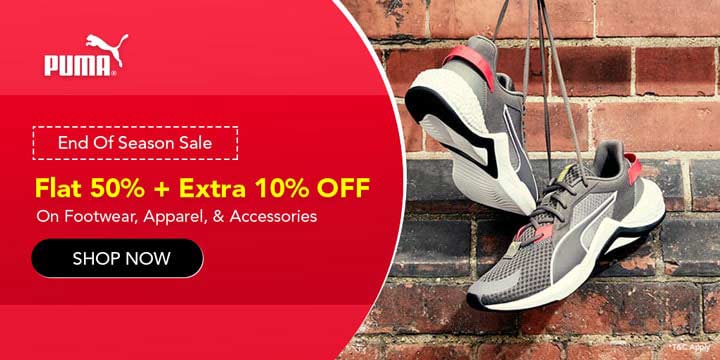 PUMA®
End Of Season Sale
Flat 50% + Extra 10% OFF
On Footwear, Apparel, & Accessories
SHOP NOW
*T&C Apply